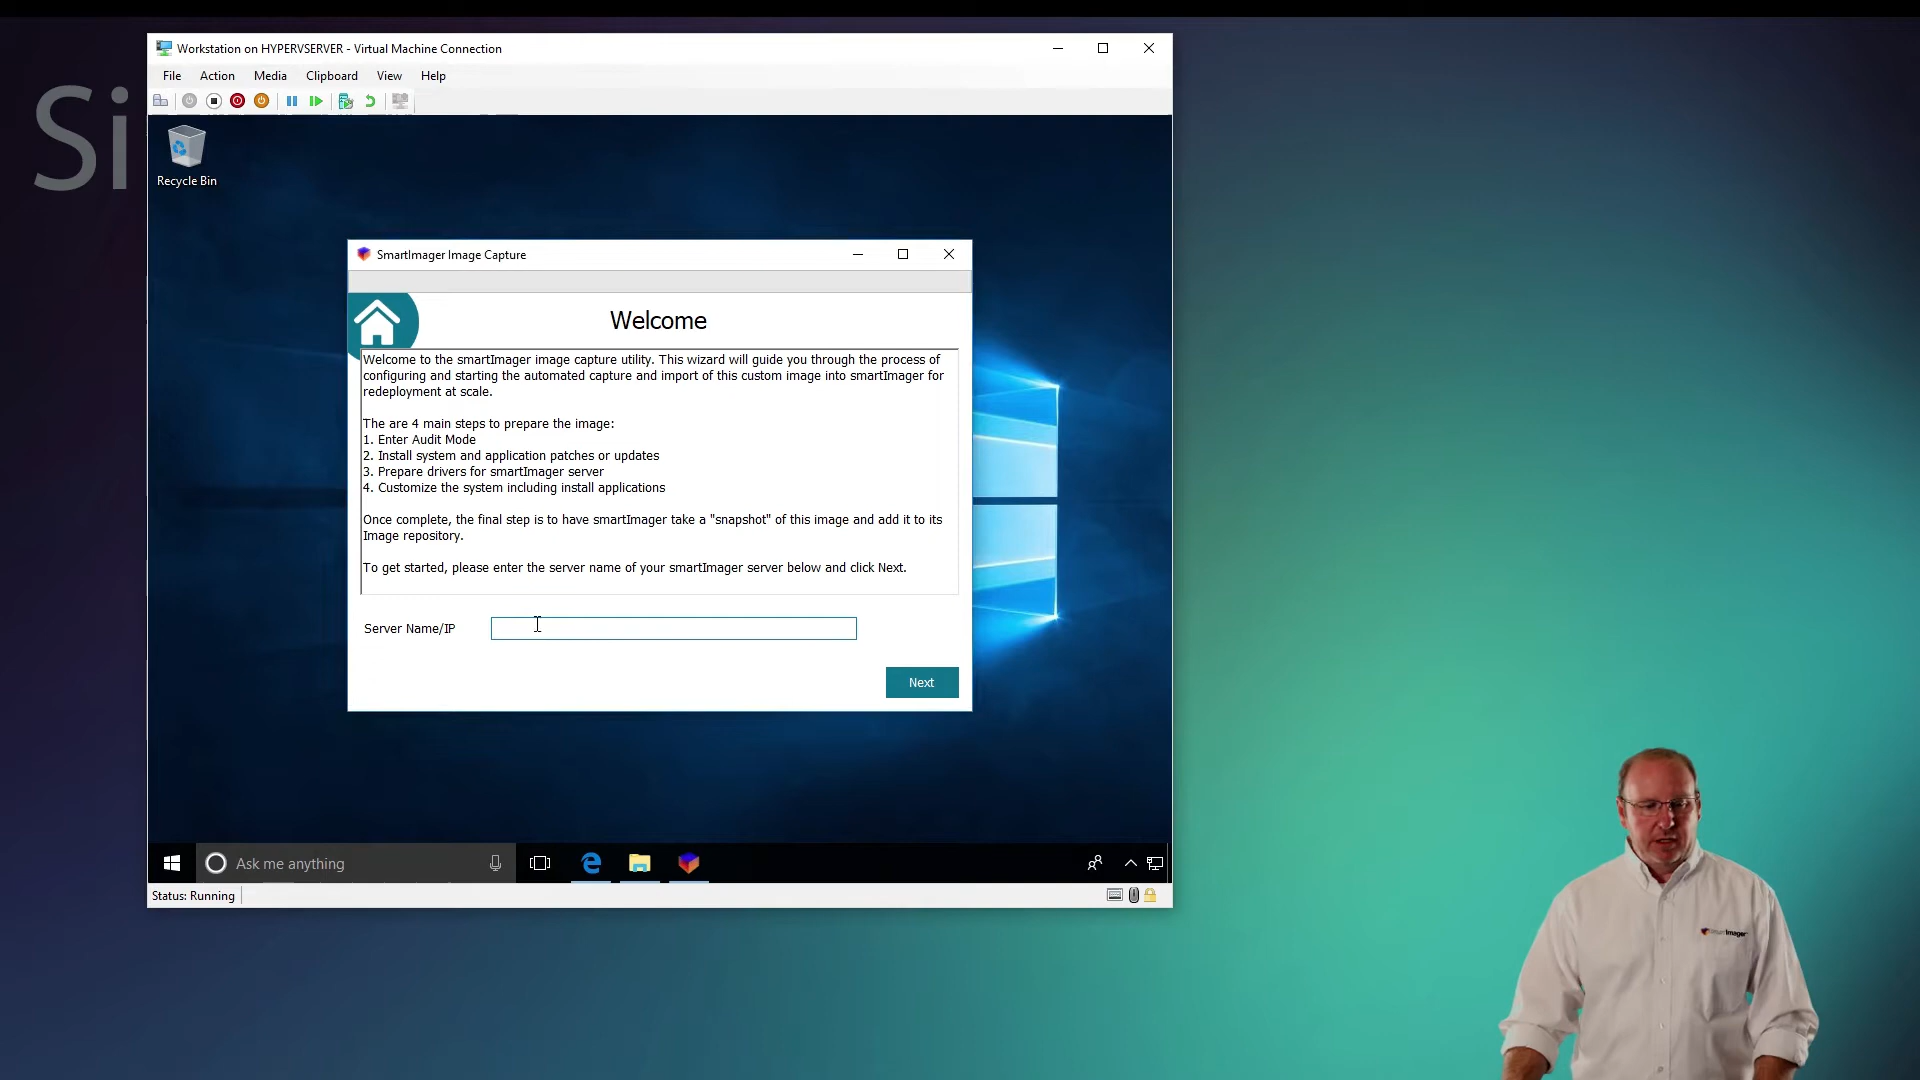 Si
Workstation on HYPERVSERVER - Virtual Machine Connection
File Action Media Clipboard View Help
Recycle Bin
SmartImager Image Capture
Welcome
Welcome to the smartImager image capture utility. This wizard will guide you through the process of
configuring and starting the automated capture and import of this custom image into smartImager for
redeployment at scale.
The are 4 main steps to prepare the image:
1. Enter Audit Mode
2. Install system and application patches or updates
3. Prepare drivers for smartImager server
4. Customize the system including install applications
Once complete, the final step is to have smartImager take a "snapshot" of this image and add it to its
Image repository.
To get started, please enter the server name of your smartImager server below and click Next.
Server Name/IP
Next
Ask me anything
Status: Running
smartImager